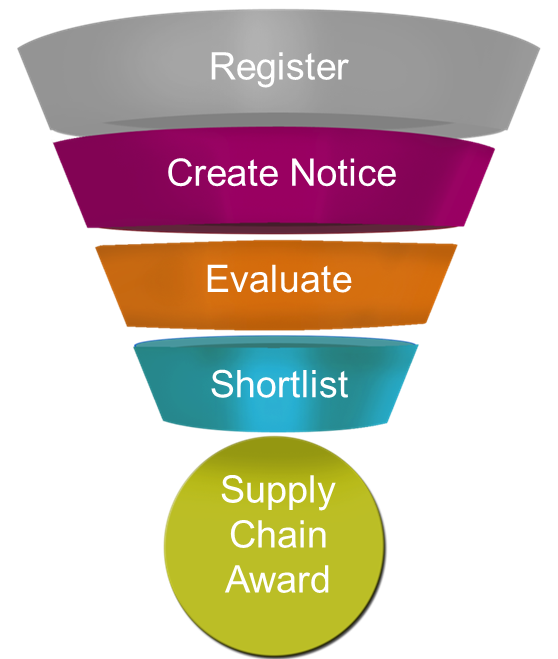 Register
Create Notice
Evaluate
Shortlist
Supply
Chain
Award